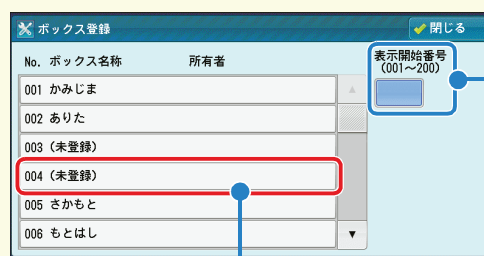 ボックス登録
閉じる
No. ボックス名称 所有者
表示開始番号
(001～200)
001 かみじま
002 ありた
003 (未登録)
004 (未登録)
005 さかもと
006 もとはし